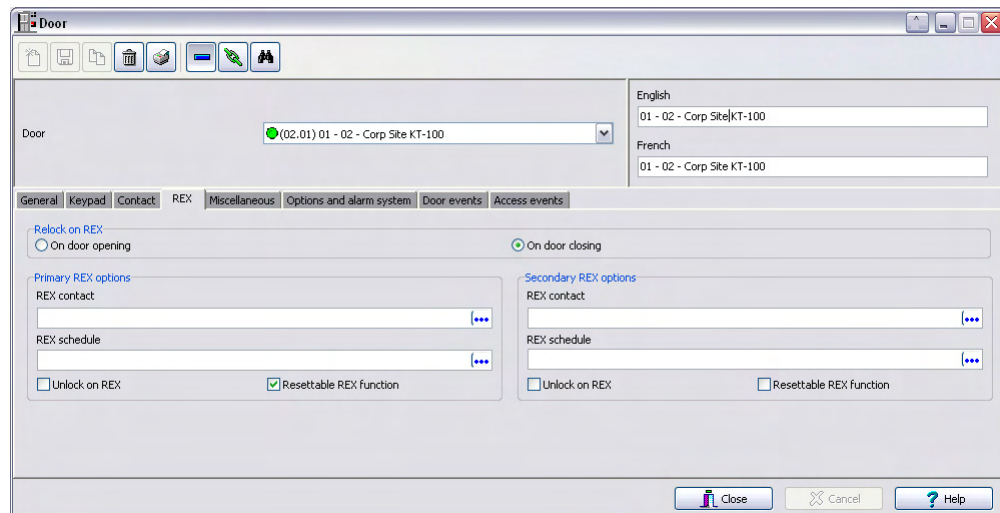 Door
English
01 - 02 - Corp Site KT-100
Door
(02.01) 01 - 02 - Corp Site KT-100
French
01 - 02 - Corp Site KT-100
General Keypad Contact REX Miscellaneous Options and alarm system Door events Access events
Relock on REX
On door opening On door closing
Primary REX options
REX contact
REX schedule
Unlock on REX Resettable REX function
Secondary REX options
REX contact
REX schedule
Unlock on REX Resettable REX function
Close Cancel Help